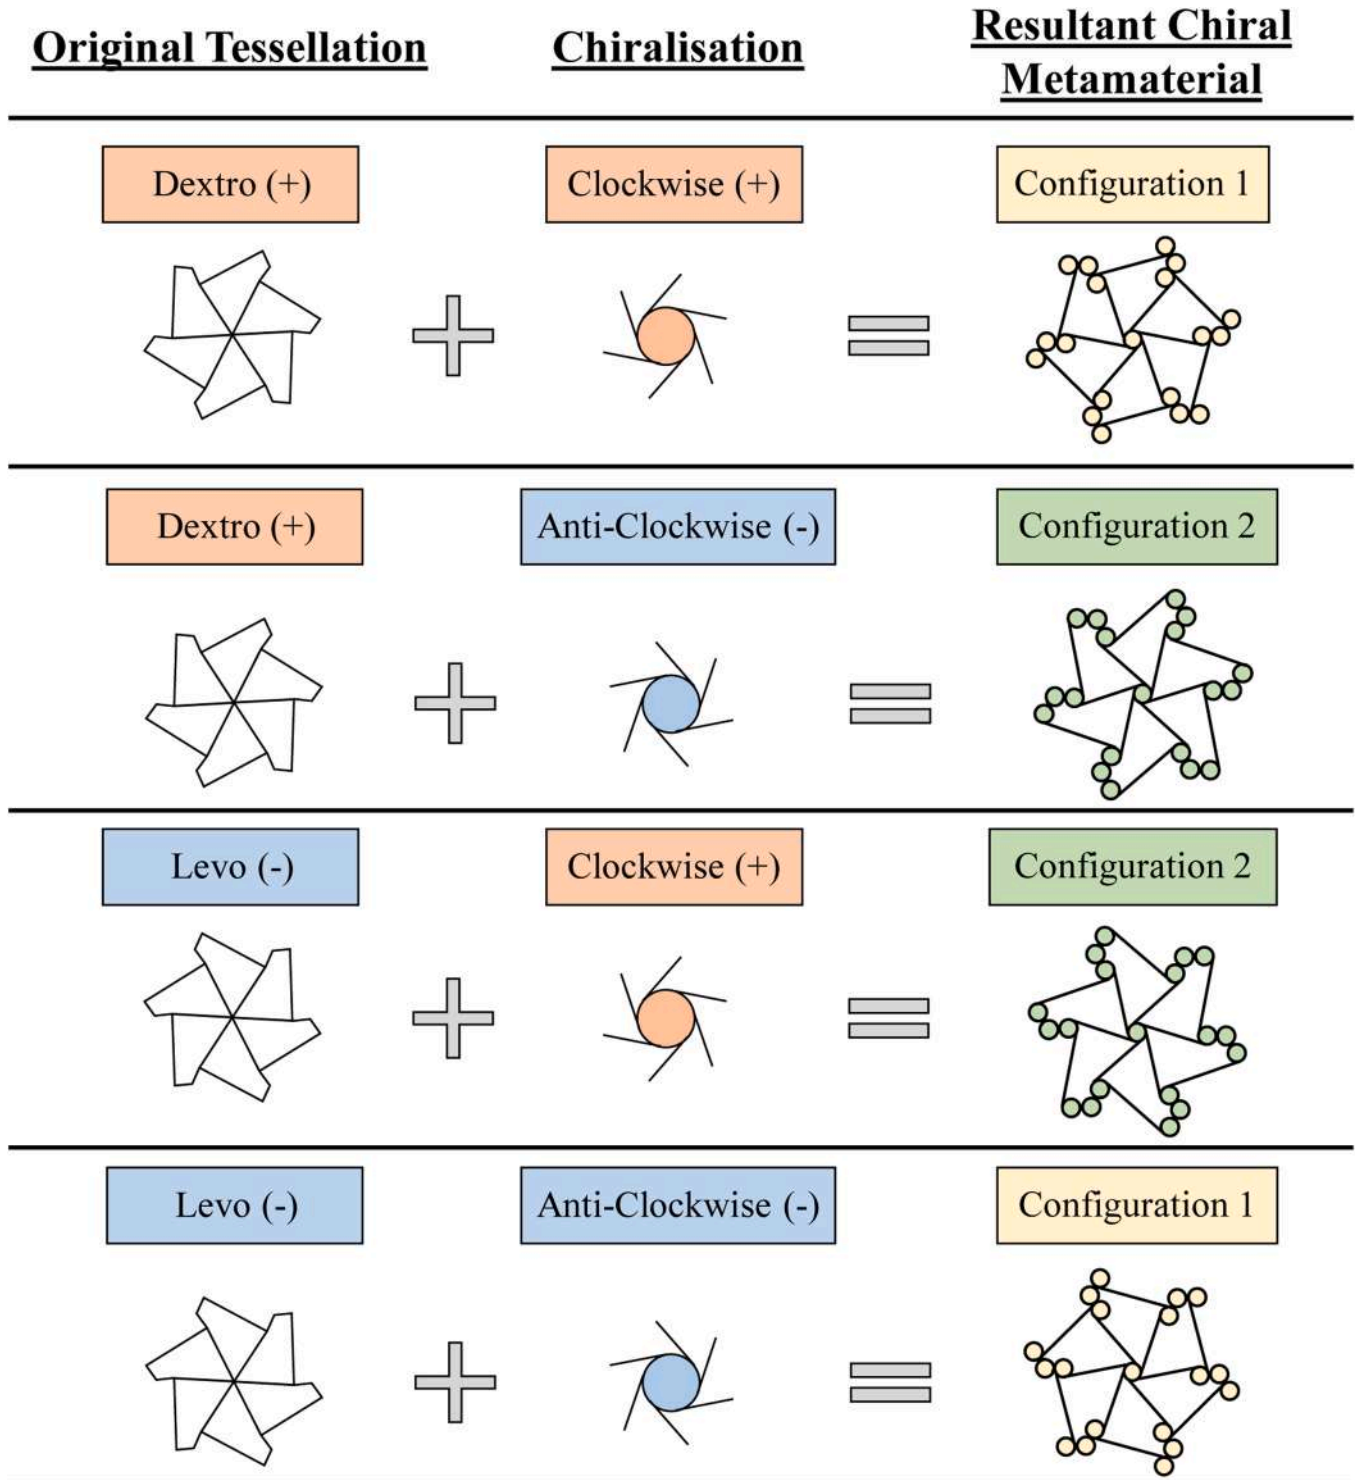 Original Tessellation
Chiralisation
Resultant Chiral
Metamaterial
Dextro (+)
Clockwise (+)
Configuration 1
Dextro (+)
Anti-Clockwise (-)
Configuration 2
Levo (-)
Clockwise (+)
Configuration 2
Levo (-)
Anti-Clockwise (-)
Configuration 1